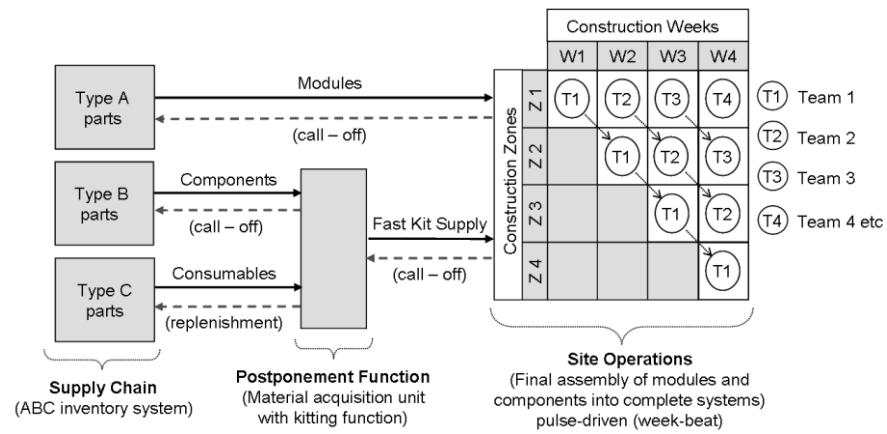 Construction Weeks
W1 W2 W3 W4
Type A
parts
Modules
(call – off)
Type B
parts
Components
(call – off)
Type C
parts
Consumables
(replenishment)
Fast Kit Supply
(call – off)
Construction Zones
Z 1 T1 T2 T3 T4
Z 2 T1 T2 T3
Z 3 T1 T2
Z 4 T1
T1 Team 1
T2 Team 2
T3 Team 3
T4 Team 4 etc
Supply Chain
(ABC inventory system)
Postponement Function
(Material acquisition unit
with kitting function)
Site Operations
(Final assembly of modules and
components into complete systems)
pulse-driven (week-beat)